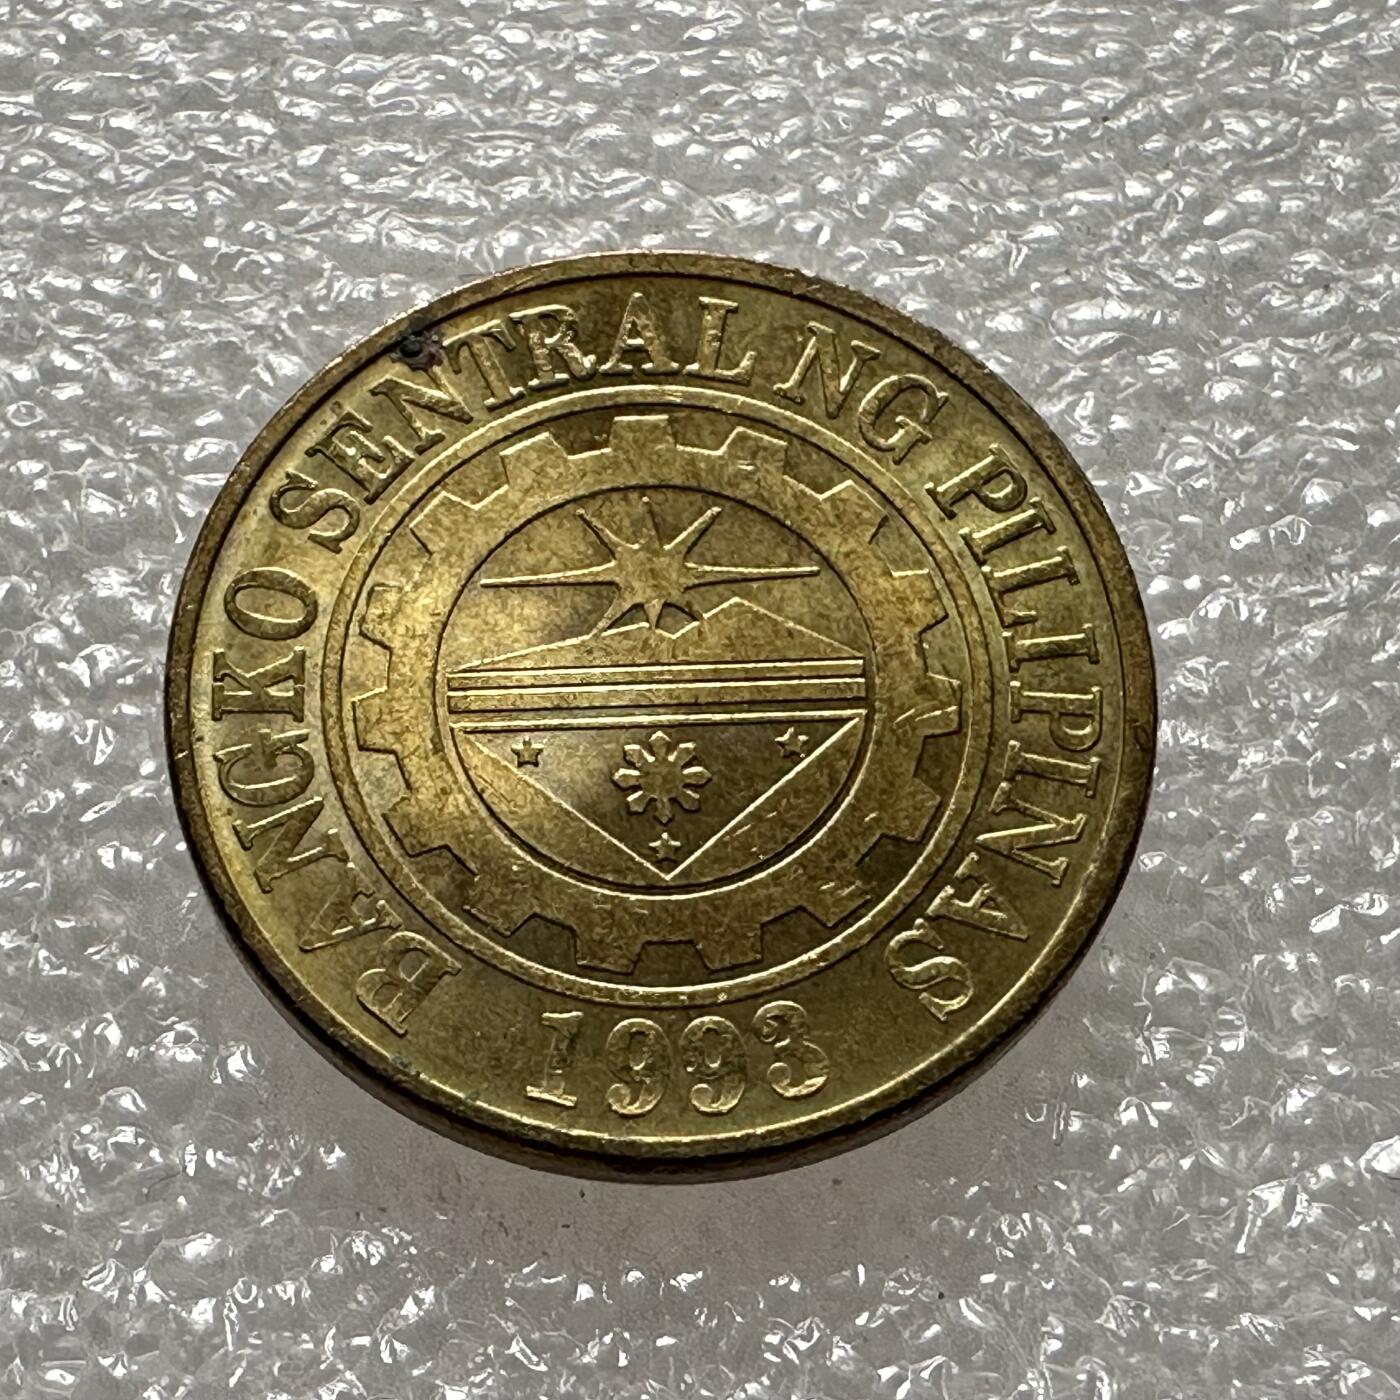 BANGKO SENTRAL NG PILIPINAS
1993